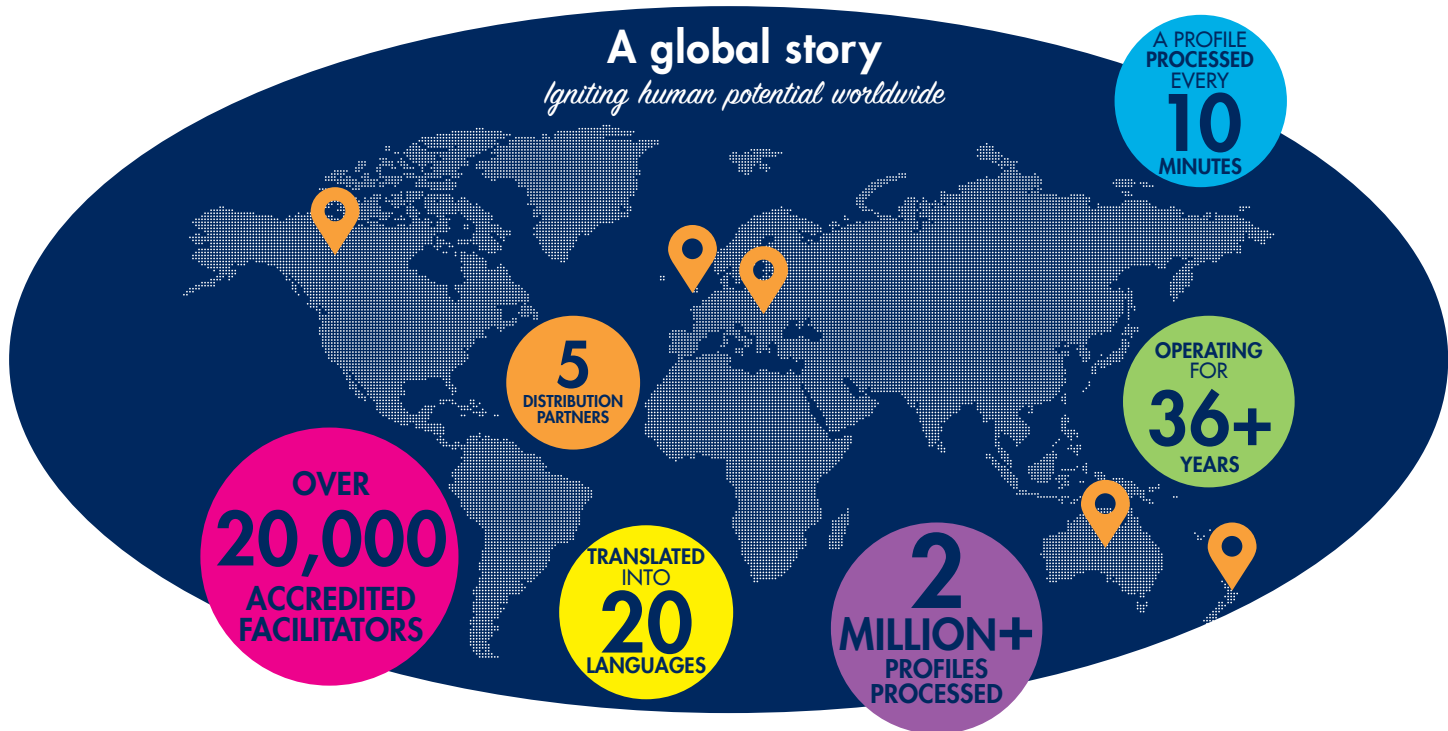 A global story
Igniting human potential worldwide
A PROFILE
PROCESSED
EVERY
10
MINUTES
5
DISTRIBUTION
PARTNERS
OPERATING
FOR
36+
YEARS
OVER
20,000
ACCREDITED
FACILITATORS
TRANSLATED
INTO
20
LANGUAGES
2
MILLION+
PROFILES
PROCESSED